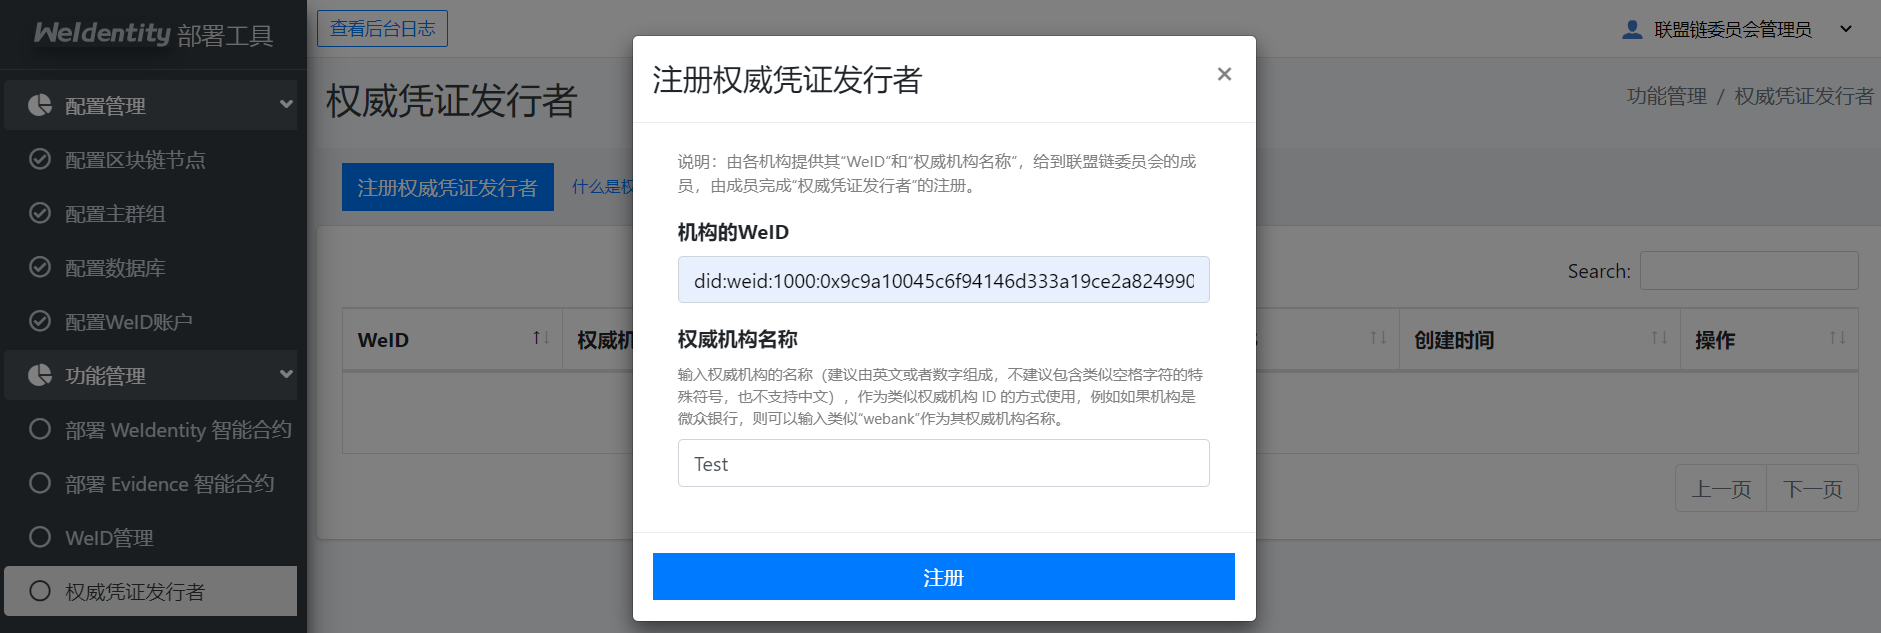 WeIdentity 部署工具
配置管理
配置区块链节点
配置主群组
配置数据库
配置WeID账户
功能管理
部署 WeIdentity 智能合约
部署 Evidence 智能合约
WeID管理
权威凭证发行者
查看后台日志
联盟链委员会管理员
权威凭证发行者
功能管理 / 权威凭证发行者
注册权威凭证发行者
什么是权
Search:
WeID
权威机
创建时间
操作
上一页
下一页
注册权威凭证发行者
×
说明：由各机构提供其“WeID”和“权威机构名称”，给到联盟链委员会的成
员，由成员完成“权威凭证发行者”的注册。
机构的WeID
did:weid:1000:0x9c9a10045c6f94146d333a19ce2a824990
权威机构名称
输入权威机构的名称（建议由英文或者数字组成，不建议包含类似空格字符的特
殊符号，也不支持中文），作为类似权威机构 ID 的方式使用，例如如果机构是
微众银行，则可以输入类似“webank”作为其权威机构名称。
Test
注册